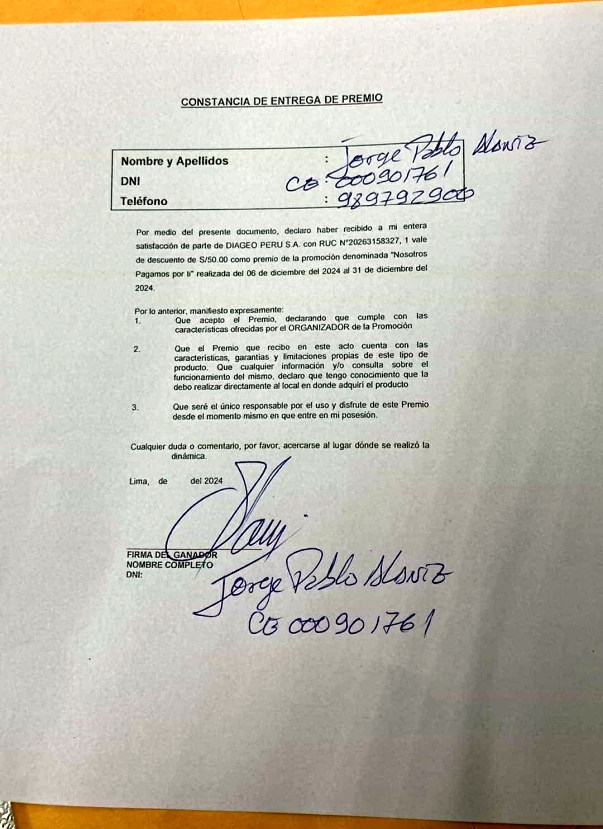 CONSTANCIA DE ENTREGA DE PREMIO
Nombre y Apellidos : Jorge Pablo Alaniz
DNI CE : 000901761
Teléfono : 989792900
Por medio del presente documento, declaro haber recibido a mi entera
satisfacción de parte de DIAGEO PERU S.A. con RUC N°20263158327, 1 vale
de descuento de S/50.00 como premio de la promoción denominada "Nosotros
Pagamos por ti" realizada del 06 de diciembre del 2024 al 31 de diciembre del
2024.
Por lo anterior, manifiesto expresamente:
1. Que acepto el Premio, declarando que cumple con las
características ofrecidas por el ORGANIZADOR de la Promoción
2. Que el Premio que recibo en este acto cuenta con las
características, garantías y limitaciones propias de este tipo de
producto. Que cualquier información y/o consulta sobre el
funcionamiento del mismo, declaro que tengo conocimiento que la
debo realizar directamente al local en donde adquirí el producto
3. Que seré el único responsable por el uso y disfrute de este Premio
desde el momento mismo en que entre en mi posesión.
Cualquier duda o comentario, por favor, acercarse al lugar dónde se realizó la
dinámica.
Lima, de del 2024
FIRMA DEL GANADOR
NOMBRE COMPLETO
DNI:
Jorge Pablo Alaniz
CE 000901761